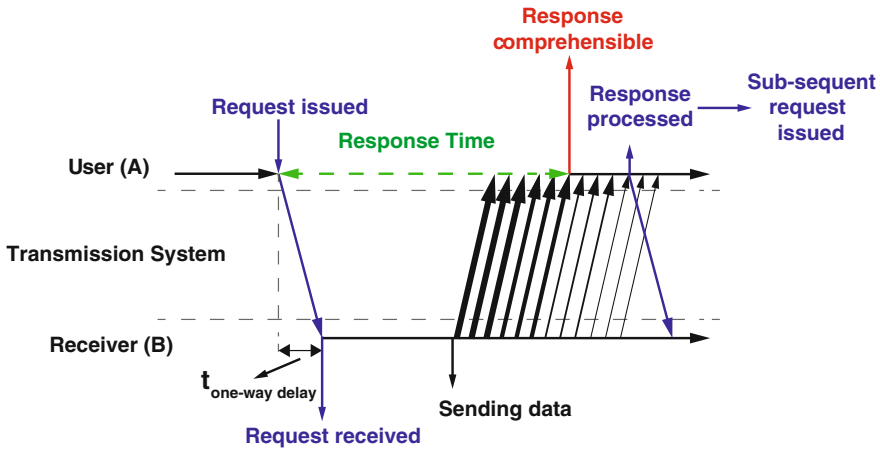 Response
comprehensible
Request issued
Response
processed
Sub-sequent
request
issued
Response Time
User (A)
Transmission System
Receiver (B)
t one-way delay
Sending data
Request received